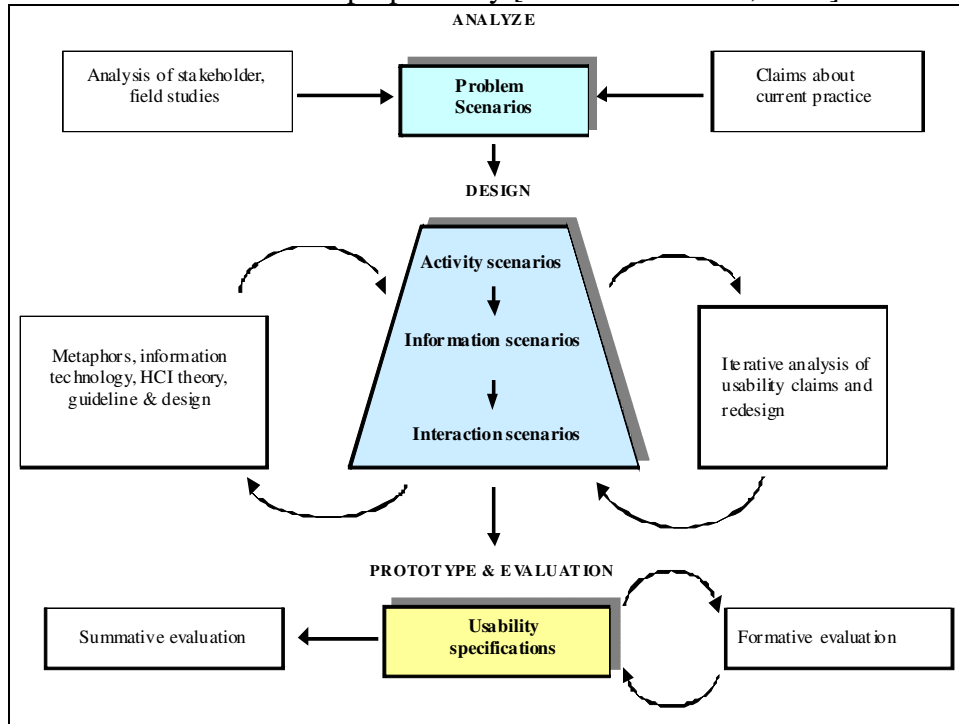 ANALYZE
Analysis of stakeholder,
field studies
Problem
Scenarios
Claims about
current practice
DESIGN
Activity scenarios
Information scenarios
Interaction scenarios
Metaphors, information
technology, HCI theory,
guideline & design
Iterative analysis of
usability claims and
redesign
PROTOTYPE & EVALUATION
Summative evaluation
Usability
specifications
Formative evaluation